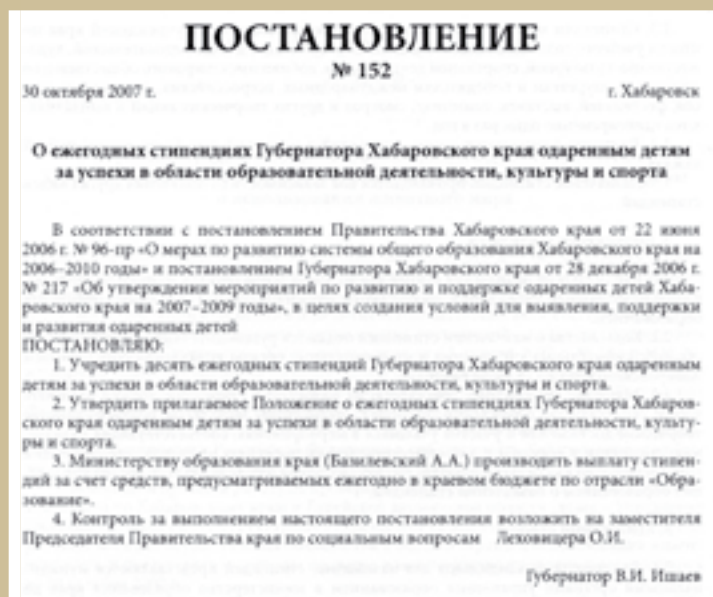 ПОСТАНОВЛЕНИЕ
№ 152
30 октября 2007 г. г. Хабаровск
О ежегодных стипендиях Губернатора Хабаровского края одаренным детям
за успехи в области образовательной деятельности, культуры и спорта
В соответствии с постановлением Правительства Хабаровского края от 22 июня
2006 г. № 96-пр «О мерах по развитию системы общего образования Хабаровского края на
2006–2010 годы» и постановлением Губернатора Хабаровского края от 28 декабря 2006 г.
№ 217 «Об утверждении мероприятий по развитию и поддержке одаренных детей Хаба-
ровского края на 2007–2009 годы», в целях создания условий для выявления, поддержки
и развития одаренных детей
ПОСТАНОВЛЯЮ:
1. Учредить десять ежегодных стипендий Губернатора Хабаровского края одаренным
детям за успехи в области образовательной деятельности, культуры и спорта.
2. Утвердить прилагаемое Положение о ежегодных стипендиях Губернатора Хабаров-
ского края одаренным детям за успехи в области образовательной деятельности, культу-
ры и спорта.
3. Министерству образования края (Базилевский А.А.) производить выплату стипен-
дий за счет средств, предусматриваемых ежегодно в краевом бюджете по отрасли «Обра-
зование».
4. Контроль за выполнением настоящего постановления возложить на заместителя
Председателя Правительства края по социальным вопросам Леховицера О.И.
Губернатор В.И. Ишаев